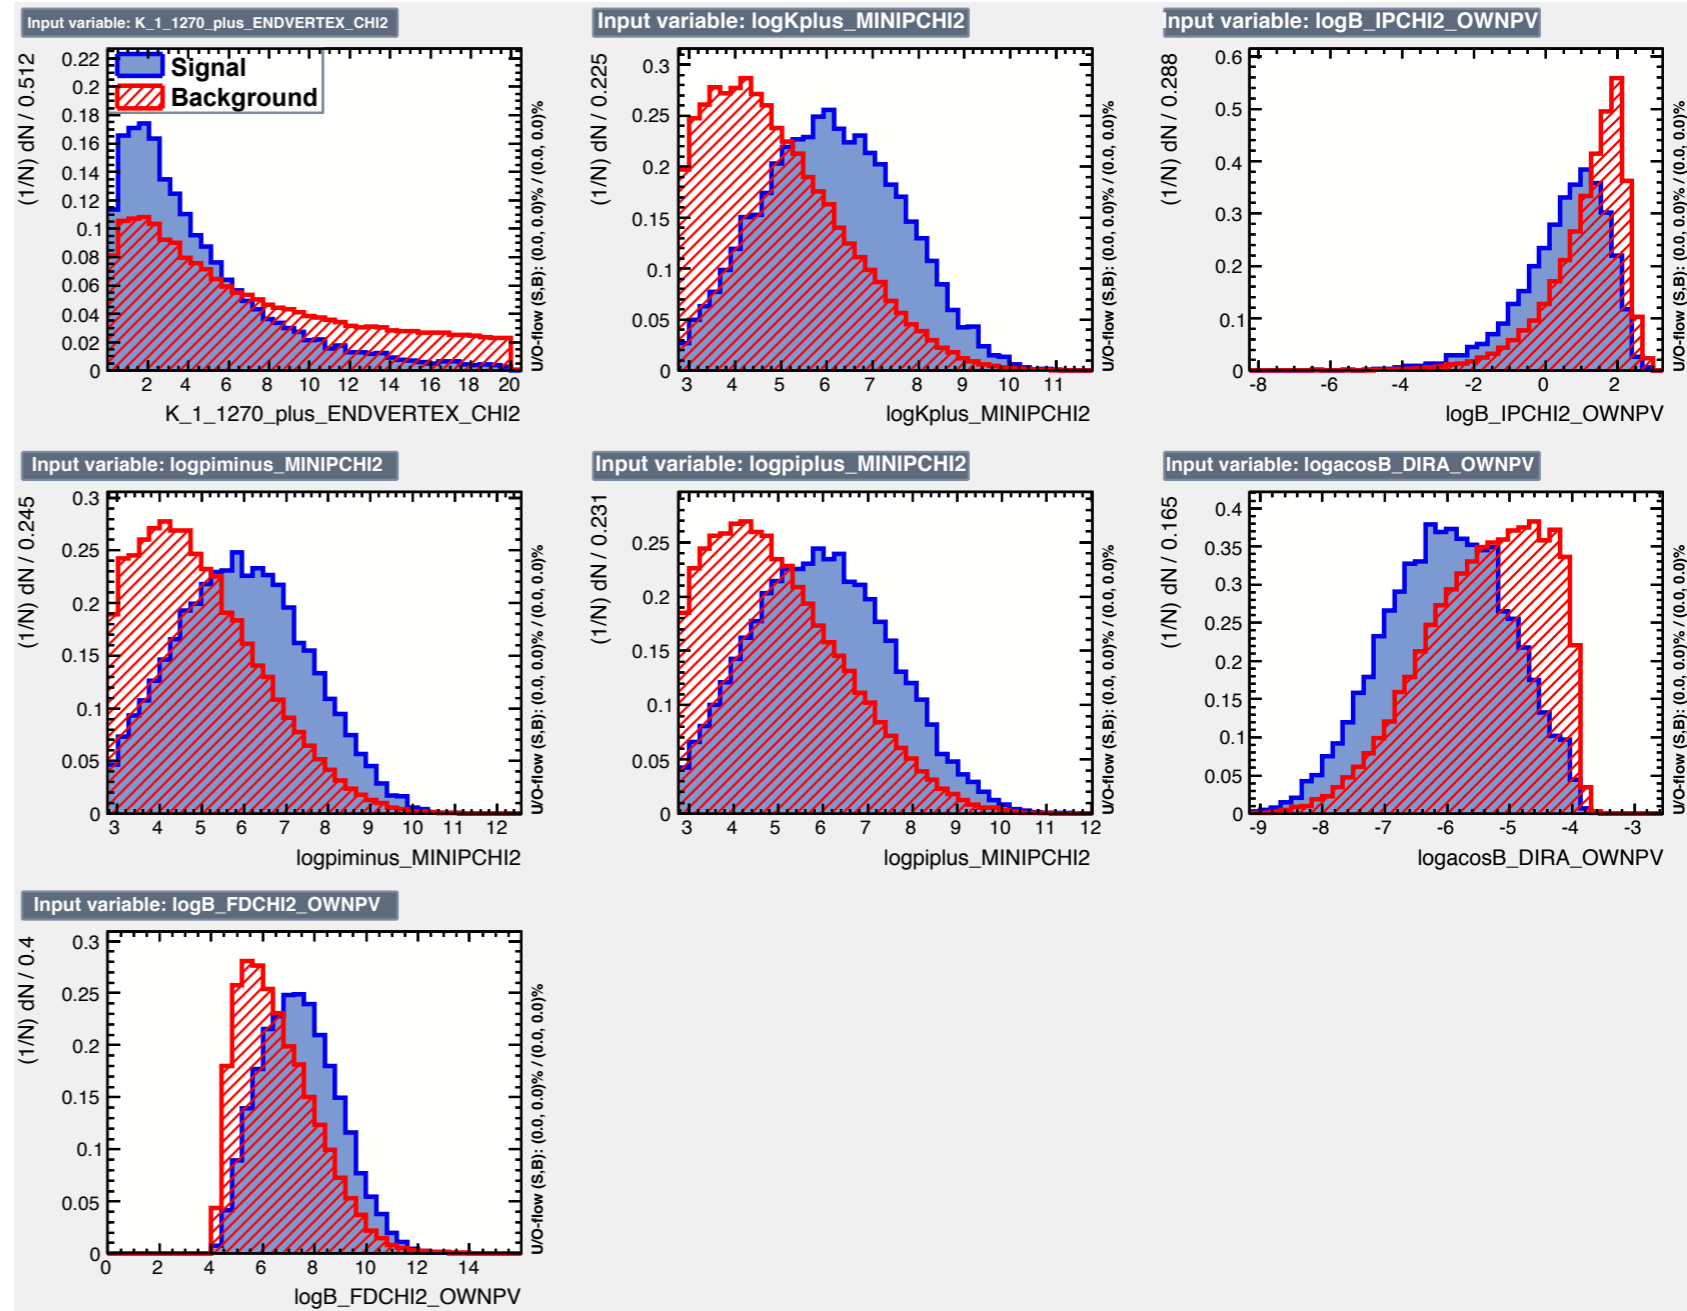 Input variable: K_1_1270_plus_ENDVERTEX_CHI2
(1/N) dN / 0.512
0.22
0.2
0.18
0.16
0.14
0.12
0.1
0.08
0.06
0.04
0.02
0
Signal
Background
2 4 6 8 10 12 14 16 18 20
K_1_1270_plus_ENDVERTEX_CHI2
U/O-flow (S,B): (0.0, 0.0)% / (0.0, 0.0)%
Input variable: logKplus_MINIPCHI2
(1/N) dN / 0.225
0.3
0.25
0.2
0.15
0.1
0.05
0
3 4 5 6 7 8 9 10 11
logKplus_MINIPCHI2
U/O-flow (S,B): (0.0, 0.0)% / (0.0, 0.0)%
Input variable: logB_IPCHI2_OWNPV
(1/N) dN / 0.288
0.6
0.5
0.4
0.3
0.2
0.1
0
-8 -6 -4 -2 0 2
logB_IPCHI2_OWNPV
U/O-flow (S,B): (0.0, 0.0)% / (0.0, 0.0)%
Input variable: logpiminus_MINIPCHI2
(1/N) dN / 0.245
0.3
0.25
0.2
0.15
0.1
0.05
0
3 4 5 6 7 8 9 10 11 12
logpiminus_MINIPCHI2
U/O-flow (S,B): (0.0, 0.0)% / (0.0, 0.0)%
Input variable: logpiplus_MINIPCHI2
(1/N) dN / 0.231
0.25
0.2
0.15
0.1
0.05
0
3 4 5 6 7 8 9 10 11 12
logpiplus_MINIPCHI2
U/O-flow (S,B): (0.0, 0.0)% / (0.0, 0.0)%
Input variable: logacosB_DIRA_OWNPV
(1/N) dN / 0.165
0.4
0.35
0.3
0.25
0.2
0.15
0.1
0.05
0
-9 -8 -7 -6 -5 -4 -3
logacosB_DIRA_OWNPV
U/O-flow (S,B): (0.0, 0.0)% / (0.0, 0.0)%
Input variable: logB_FDCHI2_OWNPV
(1/N) dN / 0.4
0.3
0.25
0.2
0.15
0.1
0.05
0
0 2 4 6 8 10 12 14
logB_FDCHI2_OWNPV
U/O-flow (S,B): (0.0, 0.0)% / (0.0, 0.0)%